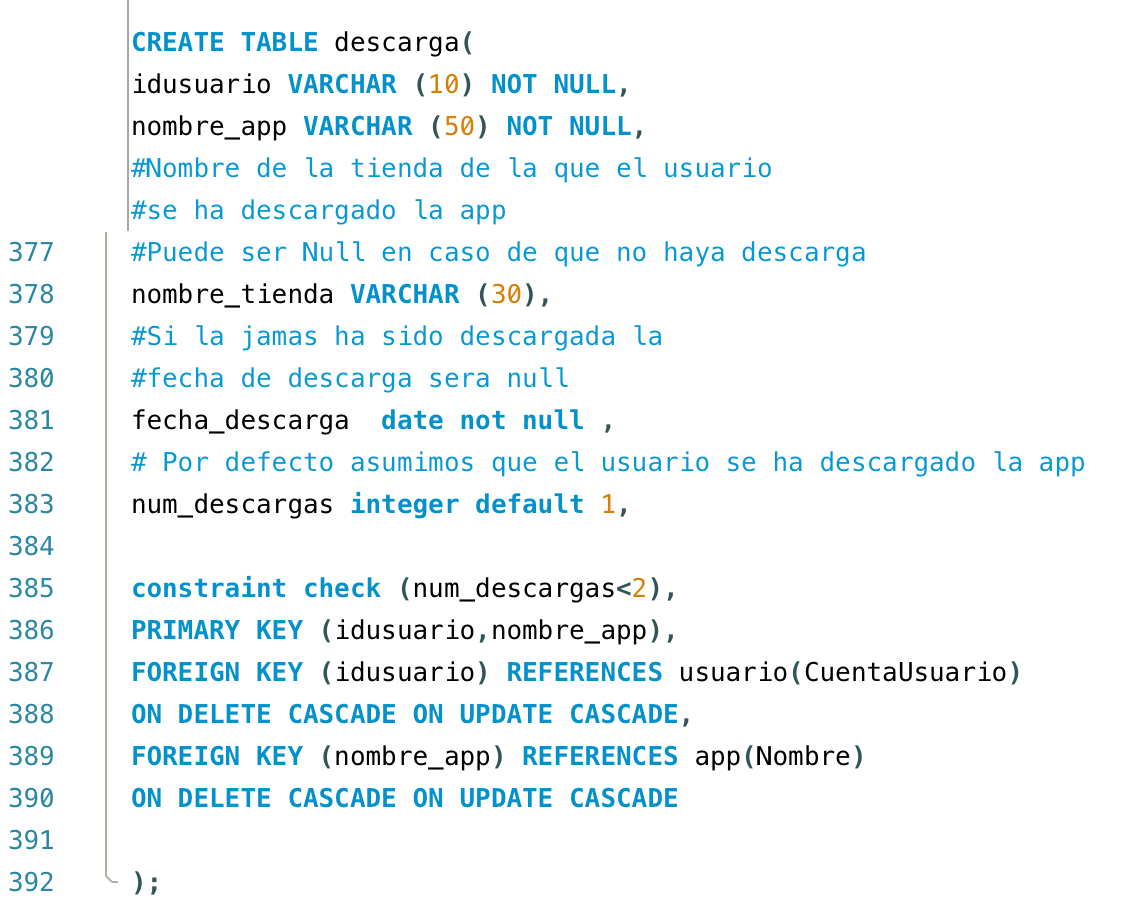 CREATE TABLE descarga(
idusuario VARCHAR (10) NOT NULL,
nombre_app VARCHAR (50) NOT NULL,
#Nombre de la tienda de la que el usuario
#se ha descargado la app
377 #Puede ser Null en caso de que no haya descarga
378 nombre_tienda VARCHAR (30),
379 #Si la jamas ha sido descargada la
380 #fecha de descarga sera null
381 fecha_descarga  date not null ,
382 # Por defecto asumimos que el usuario se ha descargado la app
383 num_descargas integer default 1,
384
385 constraint check (num_descargas<2),
386 PRIMARY KEY (idusuario,nombre_app),
387 FOREIGN KEY (idusuario) REFERENCES usuario(CuentaUsuario)
388 ON DELETE CASCADE ON UPDATE CASCADE,
389 FOREIGN KEY (nombre_app) REFERENCES app(Nombre)
390 ON DELETE CASCADE ON UPDATE CASCADE
391
392 );